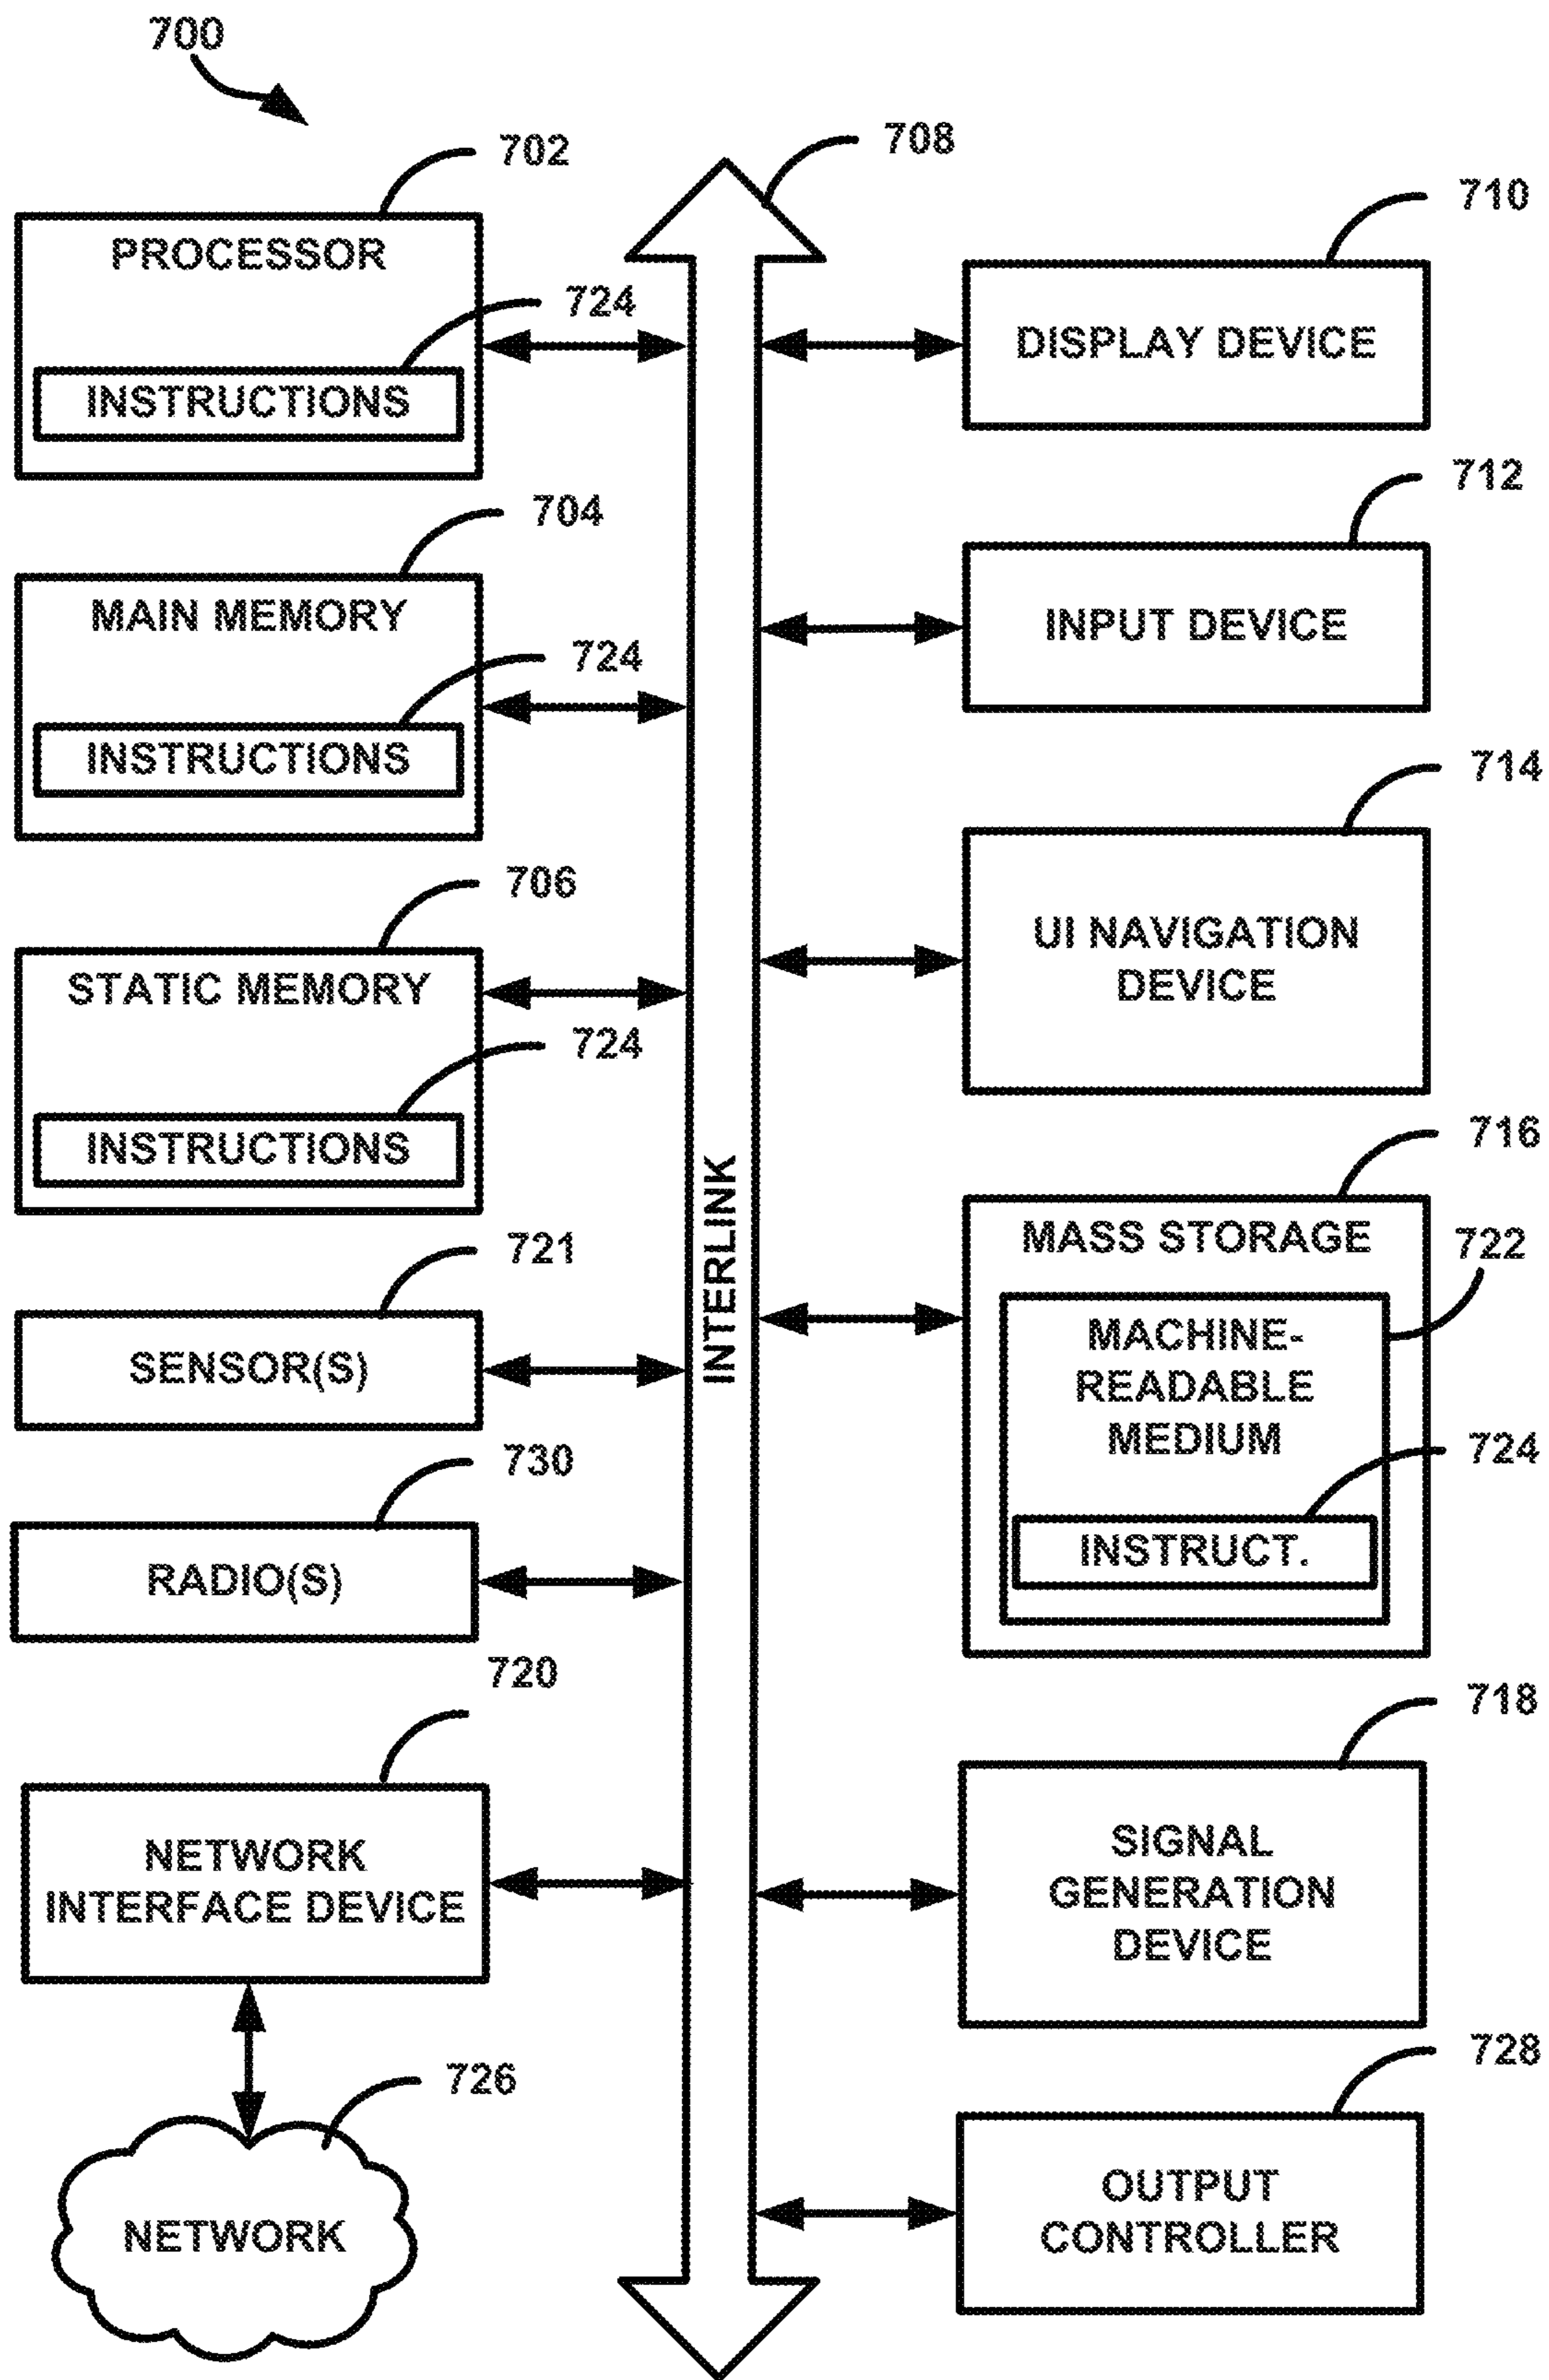 700
702
PROCESSOR
724
INSTRUCTIONS
704
MAIN MEMORY
724
INSTRUCTIONS
706
STATIC MEMORY
724
INSTRUCTIONS
721
SENSOR(S)
730
RADIO(S)
720
NETWORK
INTERFACE DEVICE
726
NETWORK
708
INTERLINK
710
DISPLAY DEVICE
712
INPUT DEVICE
714
UI NAVIGATION
DEVICE
716
MASS STORAGE
722
MACHINE-
READABLE
MEDIUM
724
INSTRUCT.
718
SIGNAL
GENERATION
DEVICE
728
OUTPUT
CONTROLLER